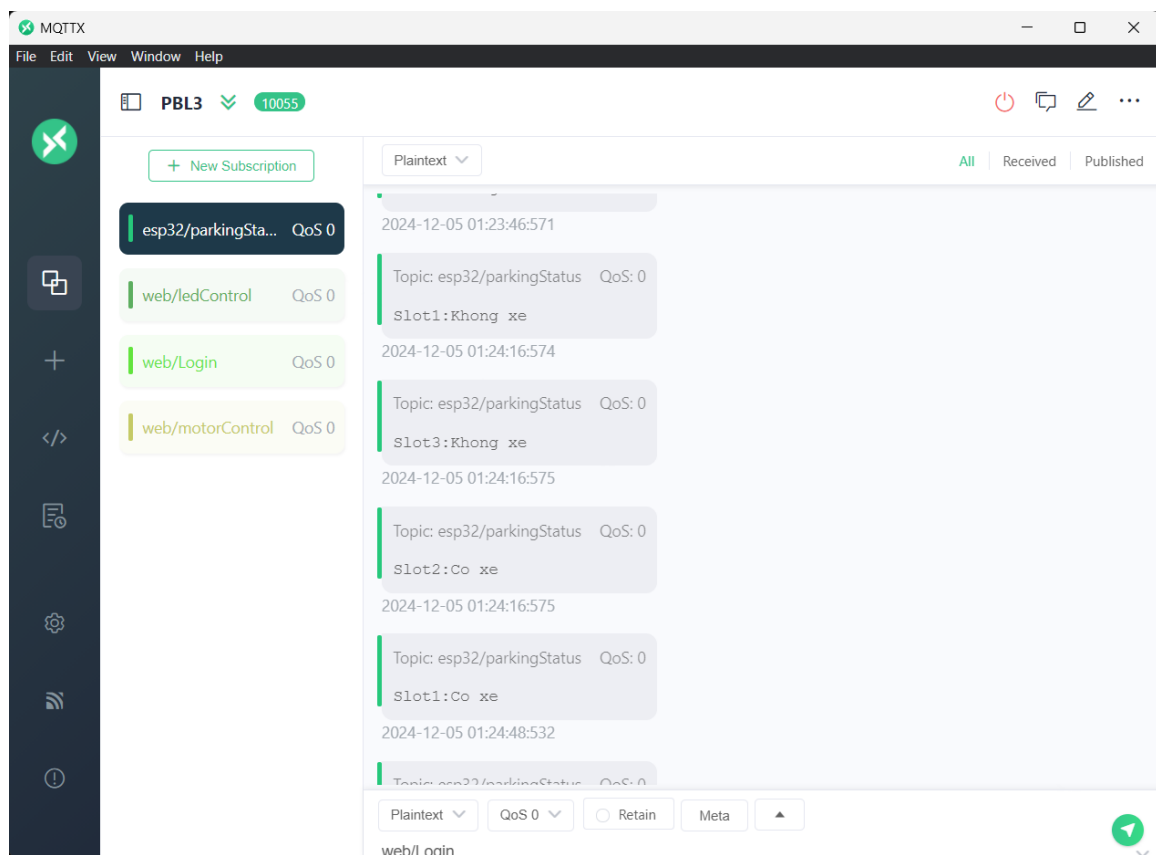 MQTTX
File Edit View Window Help
PBL3 10055
+ New Subscription
esp32/parkingSta... QoS 0
web/ledControl QoS 0
web/Login QoS 0
web/motorControl QoS 0
Plaintext
All Received Published
2024-12-05 01:23:46:571
Topic: esp32/parkingStatus QoS: 0
Slot1:Khong xe
2024-12-05 01:24:16:574
Topic: esp32/parkingStatus QoS: 0
Slot3:Khong xe
2024-12-05 01:24:16:575
Topic: esp32/parkingStatus QoS: 0
Slot2:Co xe
2024-12-05 01:24:16:575
Topic: esp32/parkingStatus QoS: 0
Slot1:Co xe
2024-12-05 01:24:48:532
Topic: esp32/parkingStatus QoS: 0
Plaintext QoS 0 Retain Meta
web/Login